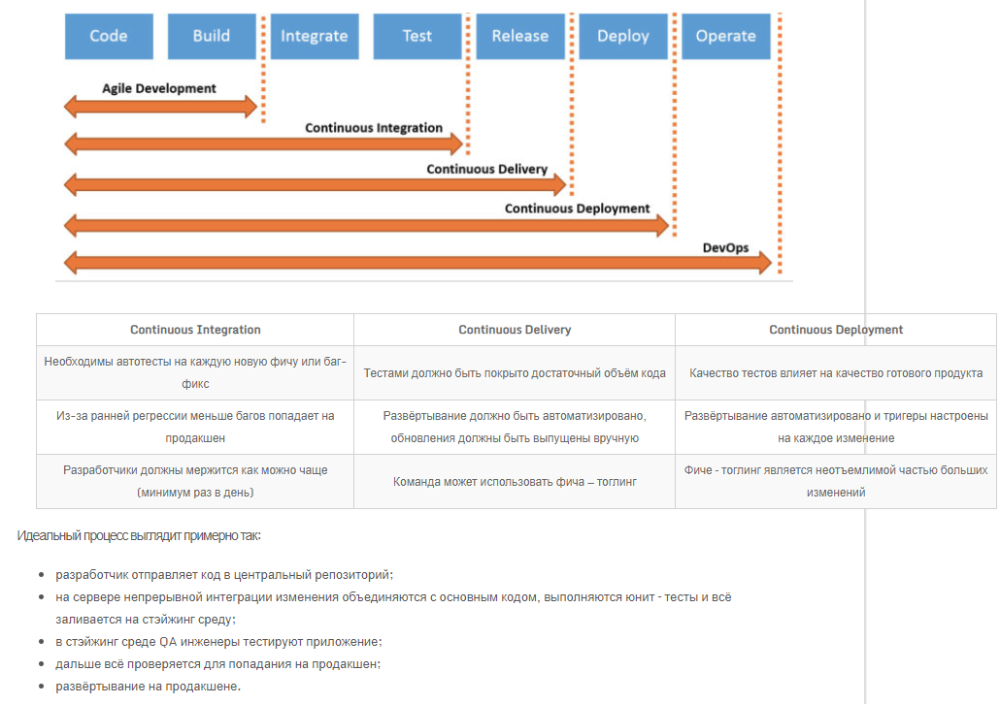 Code Build Integrate Test Release Deploy Operate
Agile Development
Continuous Integration
Continuous Delivery
Continuous Deployment
DevOps
Continuous Integration Continuous Delivery Continuous Deployment
Необходимы автотесты на каждую новую фичу или баг-
фикс
Тестами должно быть покрыто достаточный объём кода
Качество тестов влияет на качество готового продукта
Из-за ранней регрессии меньше багов попадает на
продакшен
Развёртывание должно быть автоматизировано,
обновления должны быть выпущены вручную
Развёртывание автоматизировано и тригеры настроены
на каждое изменение
Разработчики должны мержится как можно чаще
(минимум раз в день)
Команда может использовать фича – тоглинг
Фиче - тоглинг является неотъемлимой частью больших
изменений
Идеальный процесс выглядит примерно так:
разработчик отправляет код в центральный репозиторий;
на сервере непрерывной интеграции изменения объединяются с основным кодом, выполняются юнит - тесты и всё
заливается на стэйжинг среду;
в стэйжинг среде QA инженеры тестируют приложение;
дальше всё проверяется для попадания на продакшен;
развёртывание на продакшене.